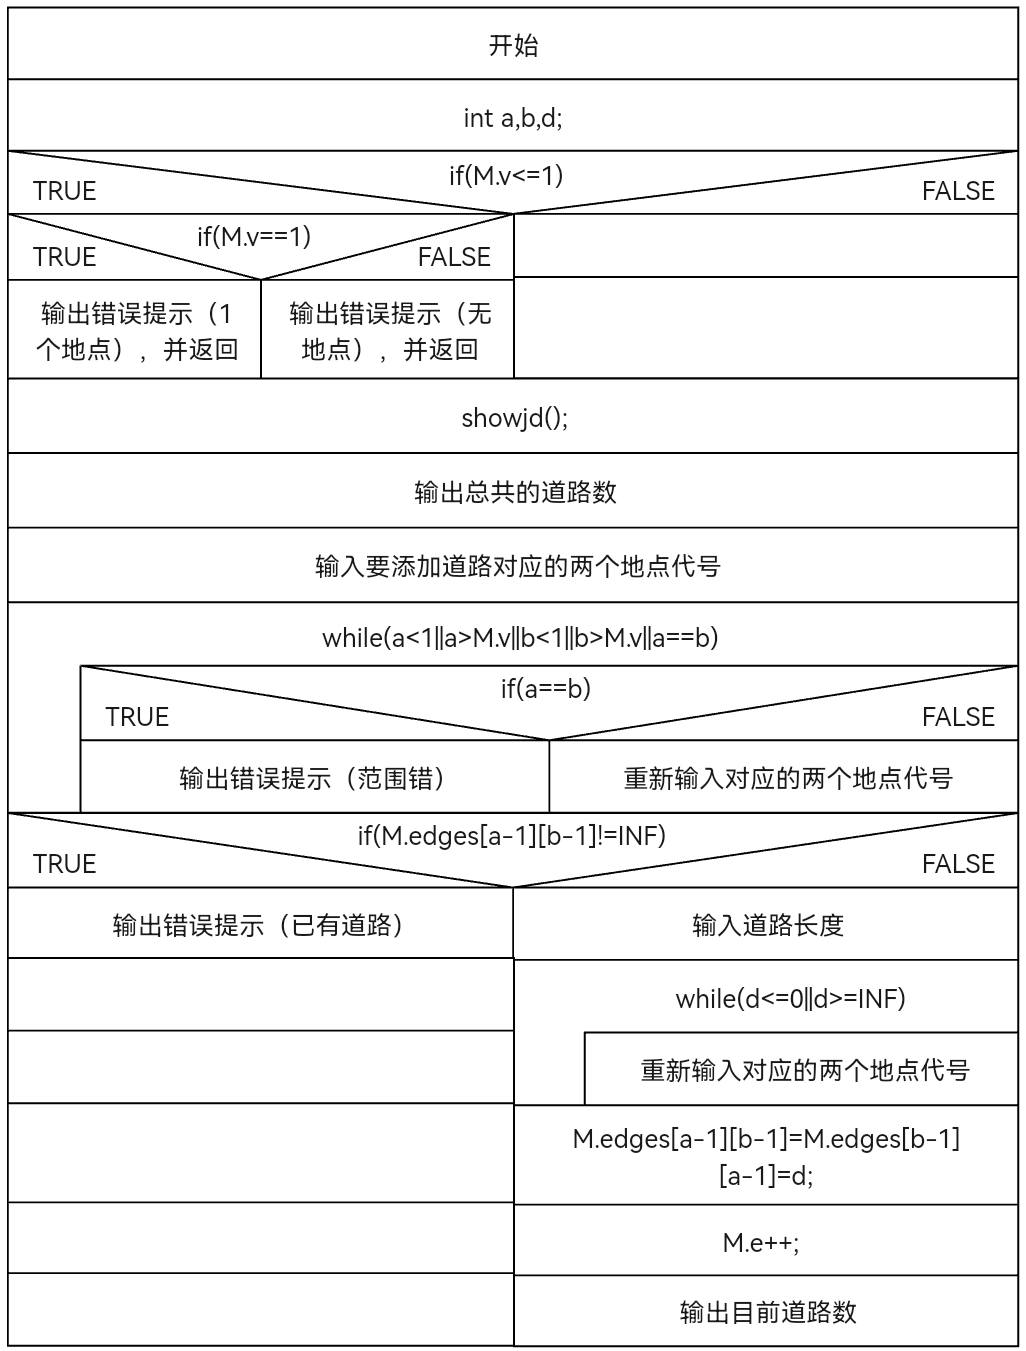 开始
int a,b,d;
if(M.v<=1)
TRUE
FALSE
if(M.v==1)
TRUE
FALSE
输出错误提示（1
个地点），并返回
输出错误提示（无
地点），并返回
showjd();
输出总共的道路数
输入要添加道路对应的两个地点代号
while(a<1||a>M.v||b<1||b>M.v||a==b)
if(a==b)
TRUE
FALSE
输出错误提示（范围错）
重新输入对应的两个地点代号
if(M.edges[a-1][b-1]!=INF)
TRUE
FALSE
输出错误提示（已有道路）
输入道路长度
while(d<=0||d>=INF)
重新输入对应的两个地点代号
M.edges[a-1][b-1]=M.edges[b-1]
[a-1]=d;
M.e++;
输出目前道路数